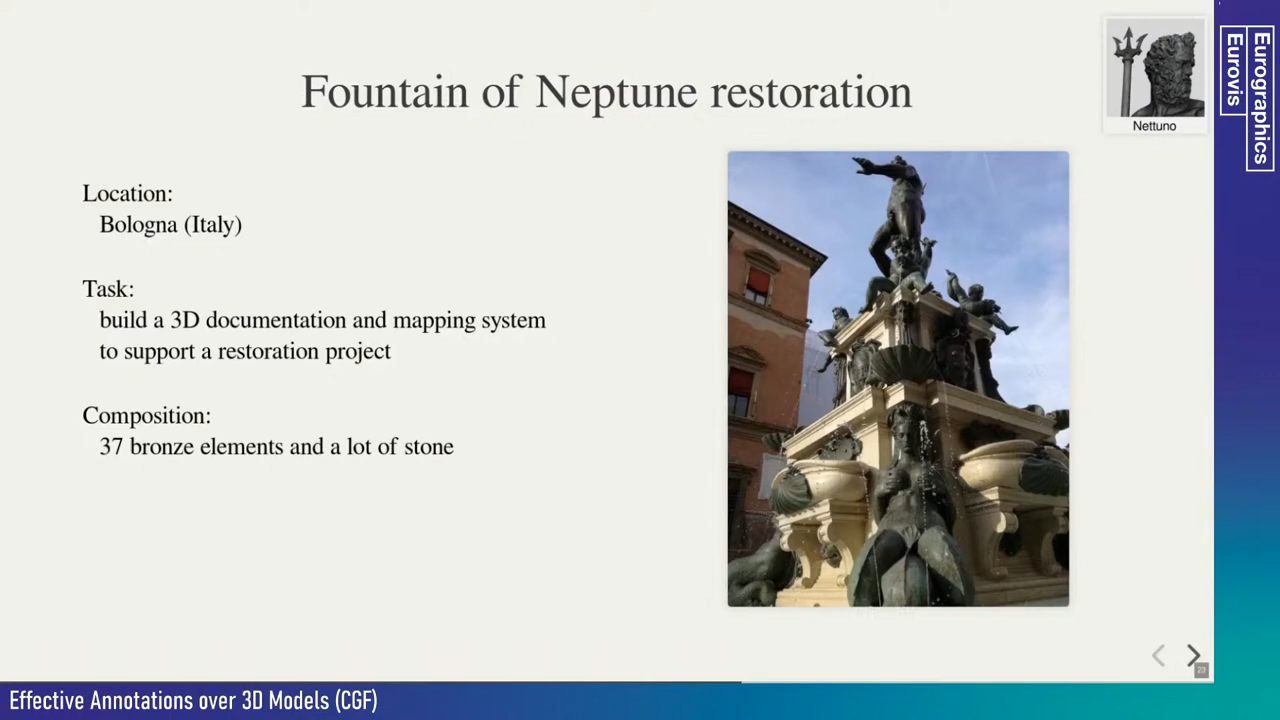 Fountain of Neptune restoration
Nettuno
Eurographics
Eurovis
Location:
Bologna (Italy)
Task:
build a 3D documentation and mapping system
to support a restoration project
Composition:
37 bronze elements and a lot of stone
23
Effective Annotations over 3D Models (CGF)